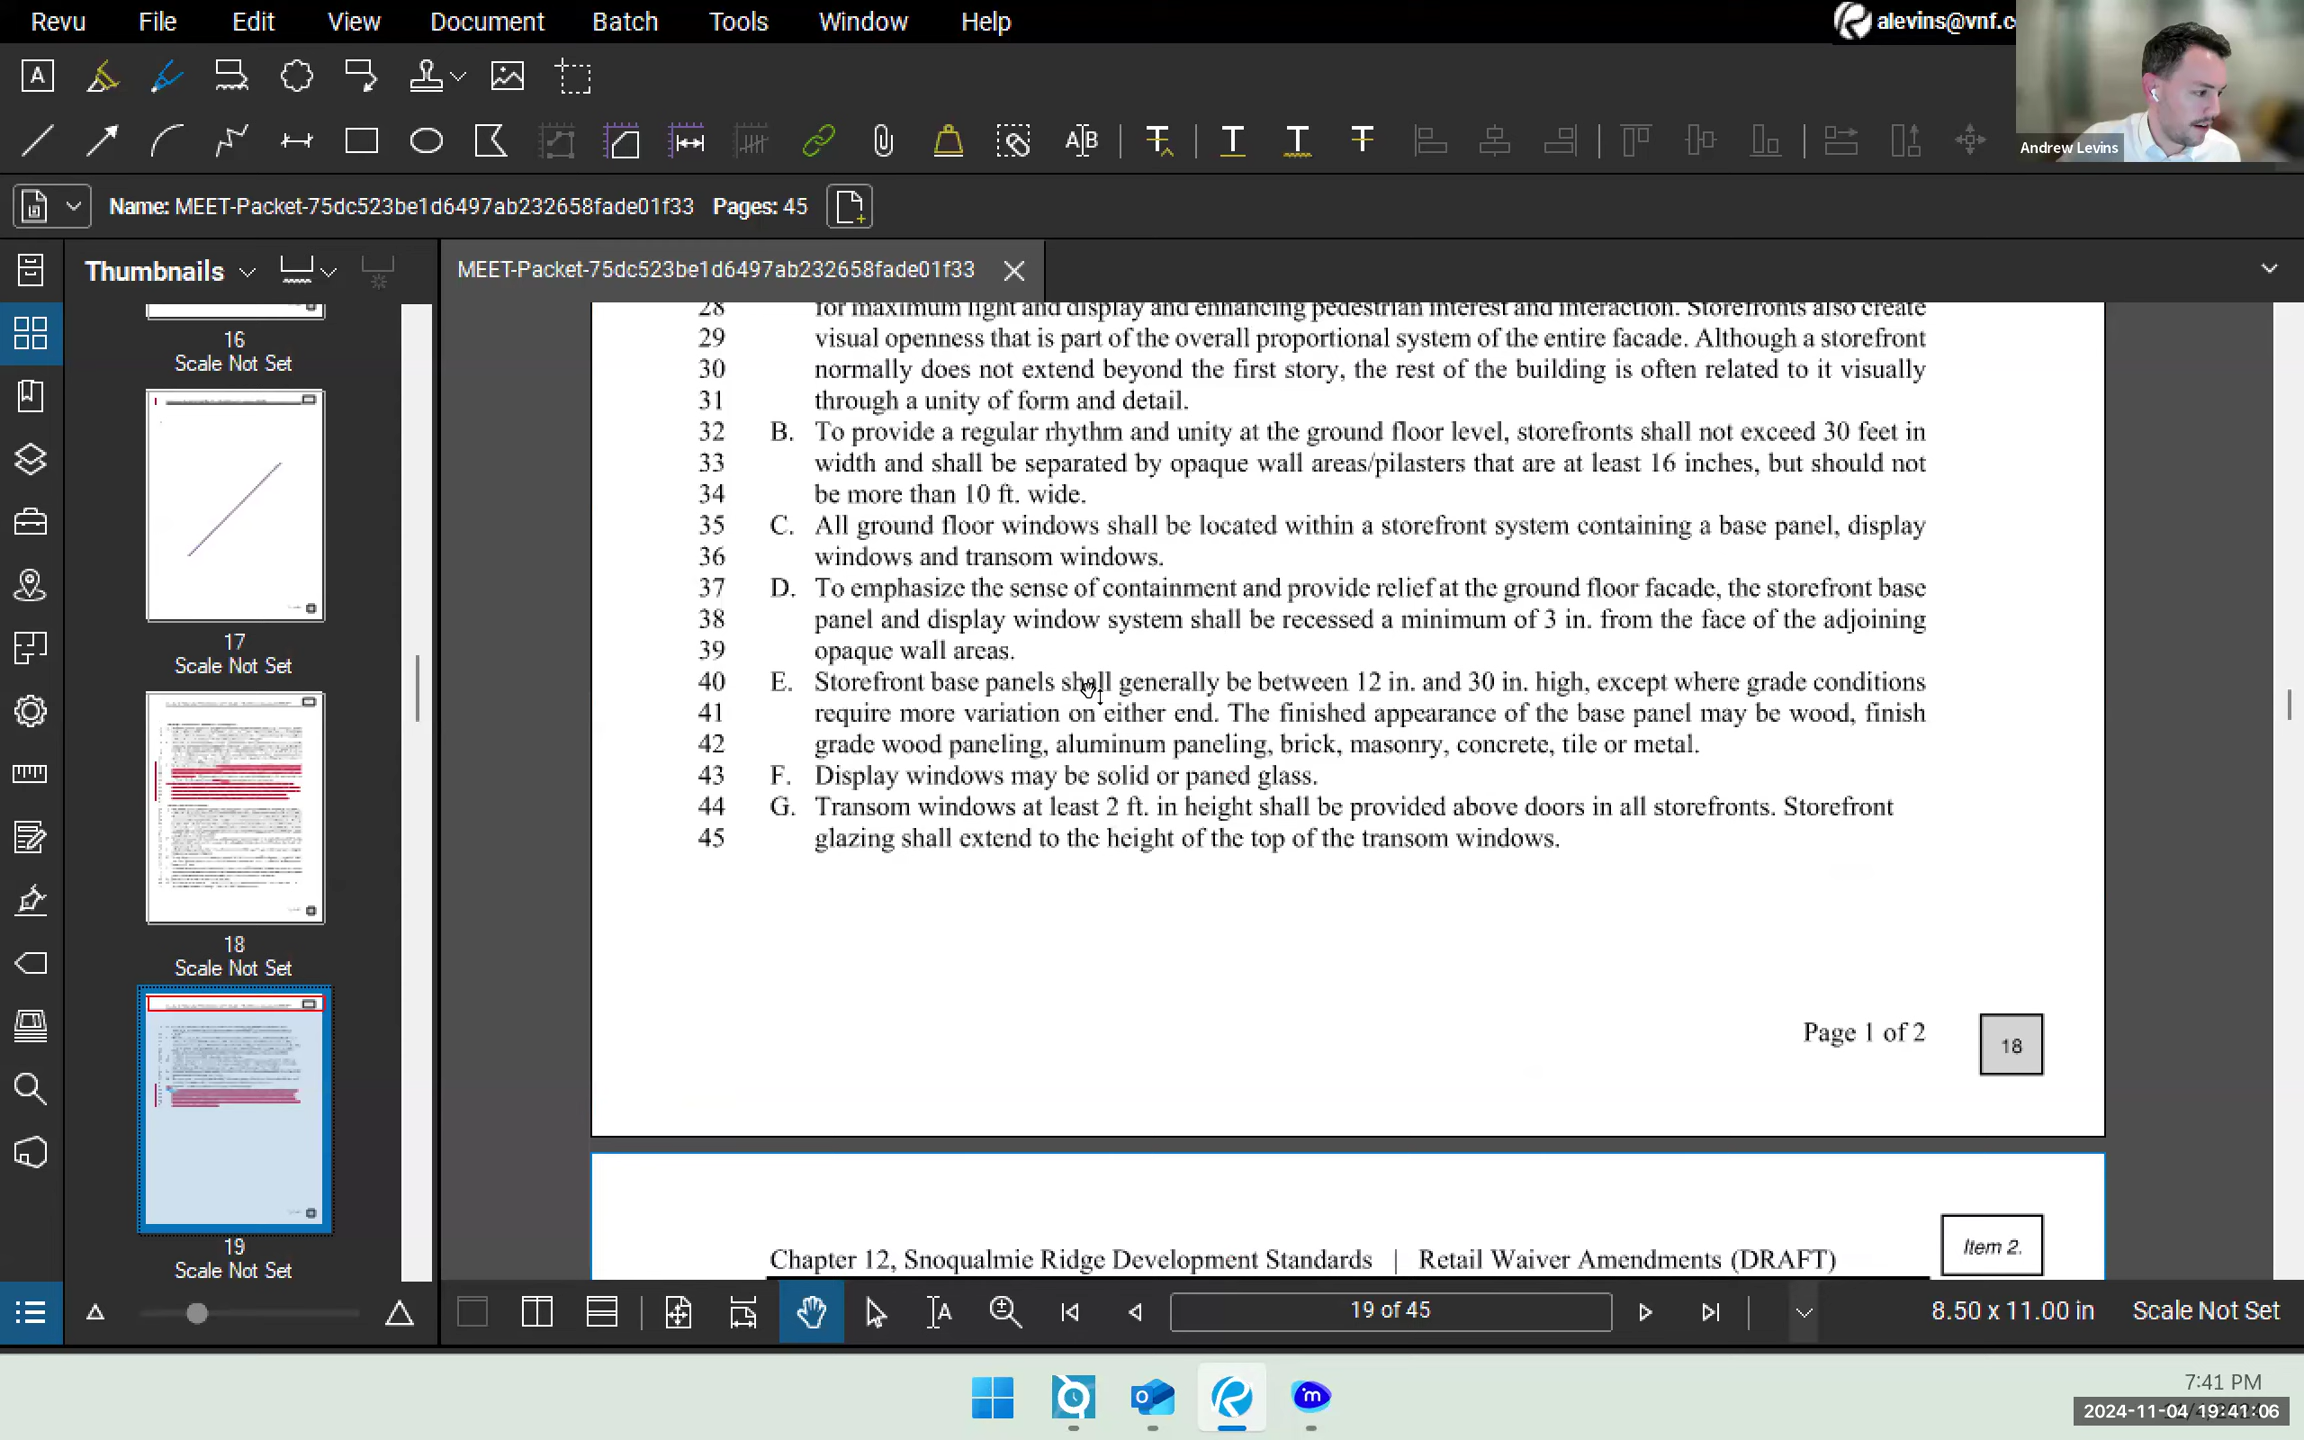 Revu File Edit View Document Batch Tools Window Help alevins@vnf.c
Andrew Levins
Name: MEET-Packet-75dc523be1d6497ab232658fade01f33 Pages: 45
Thumbnails
MEET-Packet-75dc523be1d6497ab232658fade01f33
16
Scale Not Set
17
Scale Not Set
18
Scale Not Set
19
Scale Not Set
28 for maximum light and display and enhancing pedestrian interest and interaction. Storefronts also create
29 visual openness that is part of the overall proportional system of the entire facade. Although a storefront
30 normally does not extend beyond the first story, the rest of the building is often related to it visually
31 through a unity of form and detail.
32 B. To provide a regular rhythm and unity at the ground floor level, storefronts shall not exceed 30 feet in
33 width and shall be separated by opaque wall areas/pilasters that are at least 16 inches, but should not
34 be more than 10 ft. wide.
35 C. All ground floor windows shall be located within a storefront system containing a base panel, display
36 windows and transom windows.
37 D. To emphasize the sense of containment and provide relief at the ground floor facade, the storefront base
38 panel and display window system shall be recessed a minimum of 3 in. from the face of the adjoining
39 opaque wall areas.
40 E. Storefront base panels shall generally be between 12 in. and 30 in. high, except where grade conditions
41 require more variation on either end. The finished appearance of the base panel may be wood, finish
42 grade wood paneling, aluminum paneling, brick, masonry, concrete, tile or metal.
43 F. Display windows may be solid or paned glass.
44 G. Transom windows at least 2 ft. in height shall be provided above doors in all storefronts. Storefront
45 glazing shall extend to the height of the top of the transom windows.
Page 1 of 2
18
Item 2.
Chapter 12, Snoqualmie Ridge Development Standards | Retail Waiver Amendments (DRAFT)
19 of 45
8.50 x 11.00 in Scale Not Set
7:41 PM
2024-11-04 19:41:06